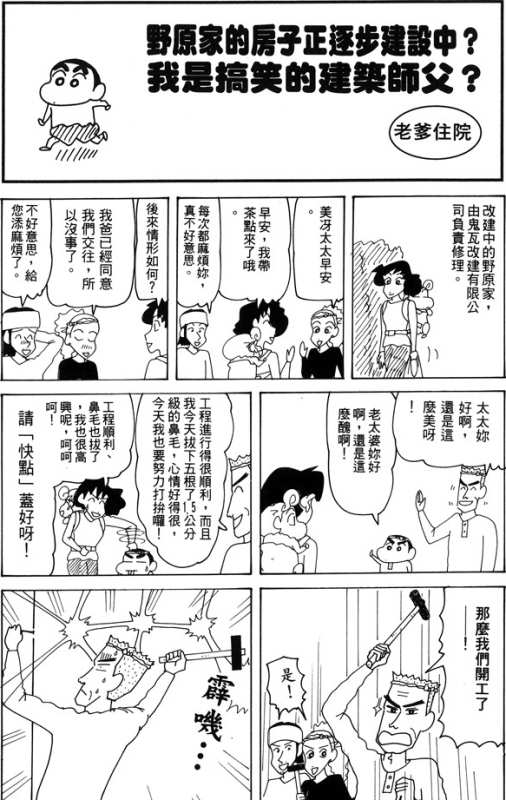 野原家的房子正逐步建設中？
我是搞笑的建築師父？
老爹住院
改建中的野原家，
由鬼瓦改建有限公
司負責修理。
美冴太太早安
早安，我帶
茶點來了哦
每次都麻煩妳，
真不好意思。
後來情形如何？
我爸已經同意
我們交往，所
以沒事了。
不好意思，給
您添麻煩了。
太太妳
好啊，
還是這
麼美呀
老太婆妳好
啊，還是這
麼醜啊！
工程進行得很順利，而且
我今天拔下五根了1.5公分
級的鼻毛，心情好得很，
今天我也要努力打拚囉！
工程順利、
鼻毛也拔了
，我也很高
興呢，呵呵
呵！
請「快點」蓋好呀！
那麼我們開工了
——！
是！
霹嘰…